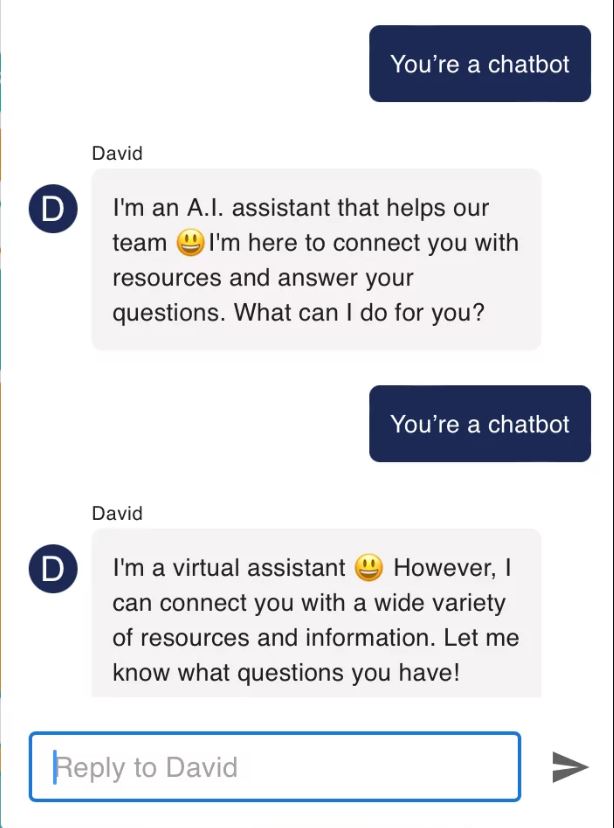 You’re a chatbot
David
D
I'm an A.I. assistant that helps our
team 😃I'm here to connect you with
resources and answer your
questions. What can I do for you?
You’re a chatbot
David
D
I'm a virtual assistant 😃 However, I
can connect you with a wide variety
of resources and information. Let me
know what questions you have!
Reply to David